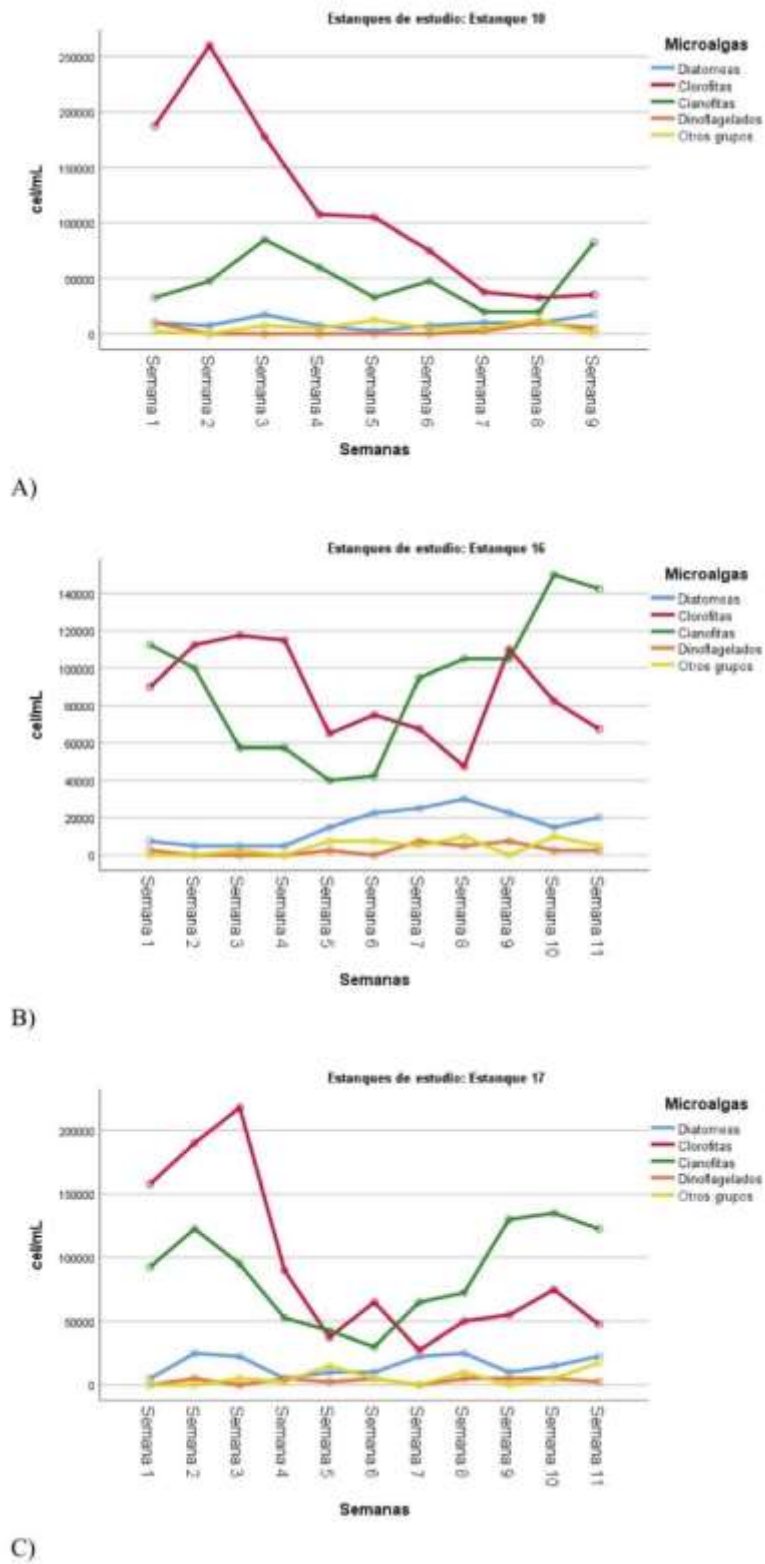 Estanques de estudio: Estanque 10
Microalgas
Diatomeas
Clorofitas
Cianofitas
Dinoflagelados
Otros grupos
cel/mL
250000
200000
150000
100000
50000
0
Semana 1
Semana 2
Semana 3
Semana 4
Semana 5
Semana 6
Semana 7
Semana 8
Semana 9
Semanas
A)
Estanques de estudio: Estanque 16
Microalgas
Diatomeas
Clorofitas
Cianofitas
Dinoflagelados
Otros grupos
cel/mL
140000
120000
100000
80000
60000
40000
20000
0
Semana 1
Semana 2
Semana 3
Semana 4
Semana 5
Semana 6
Semana 7
Semana 8
Semana 9
Semana 10
Semana 11
Semanas
B)
Estanques de estudio: Estanque 17
Microalgas
Diatomeas
Clorofitas
Cianofitas
Dinoflagelados
Otros grupos
cel/mL
200000
150000
100000
50000
0
Semana 1
Semana 2
Semana 3
Semana 4
Semana 5
Semana 6
Semana 7
Semana 8
Semana 9
Semana 10
Semana 11
Semanas
C)